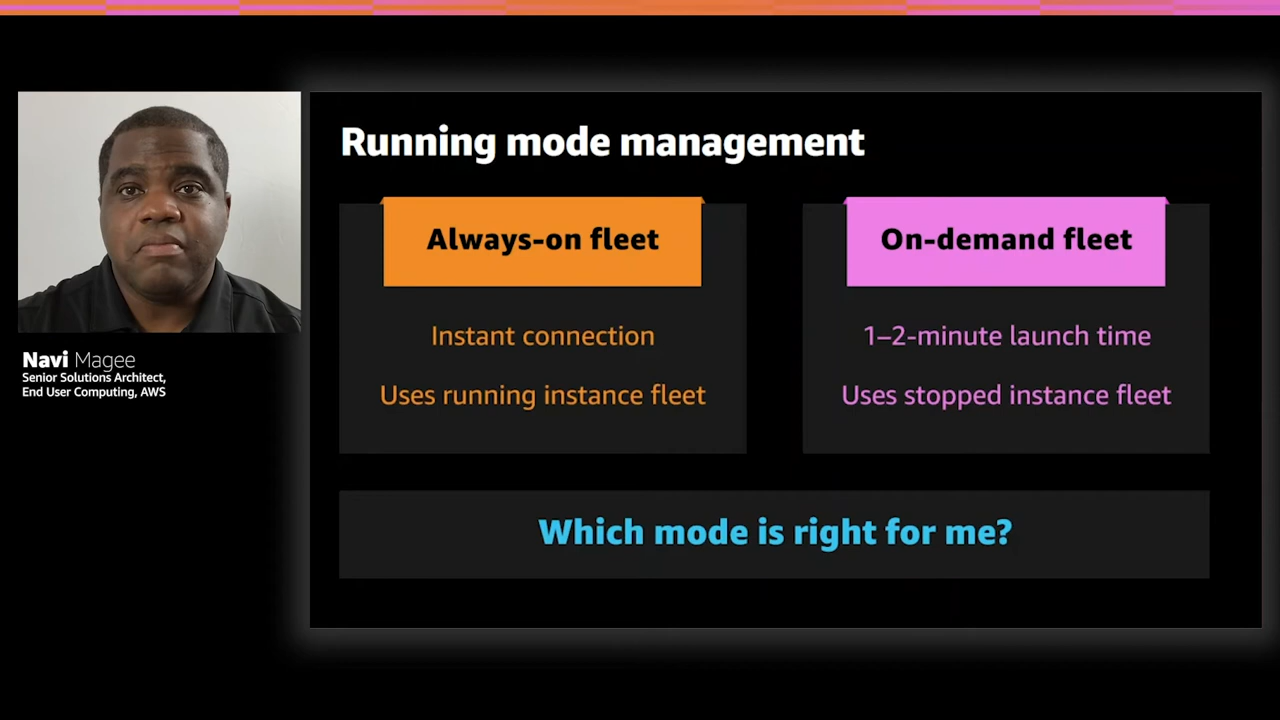 Running mode management
Always-on fleet
On-demand fleet
Instant connection
1–2-minute launch time
Uses running instance fleet
Uses stopped instance fleet
Which mode is right for me?
Navi Magee
Senior Solutions Architect,
End User Computing, AWS